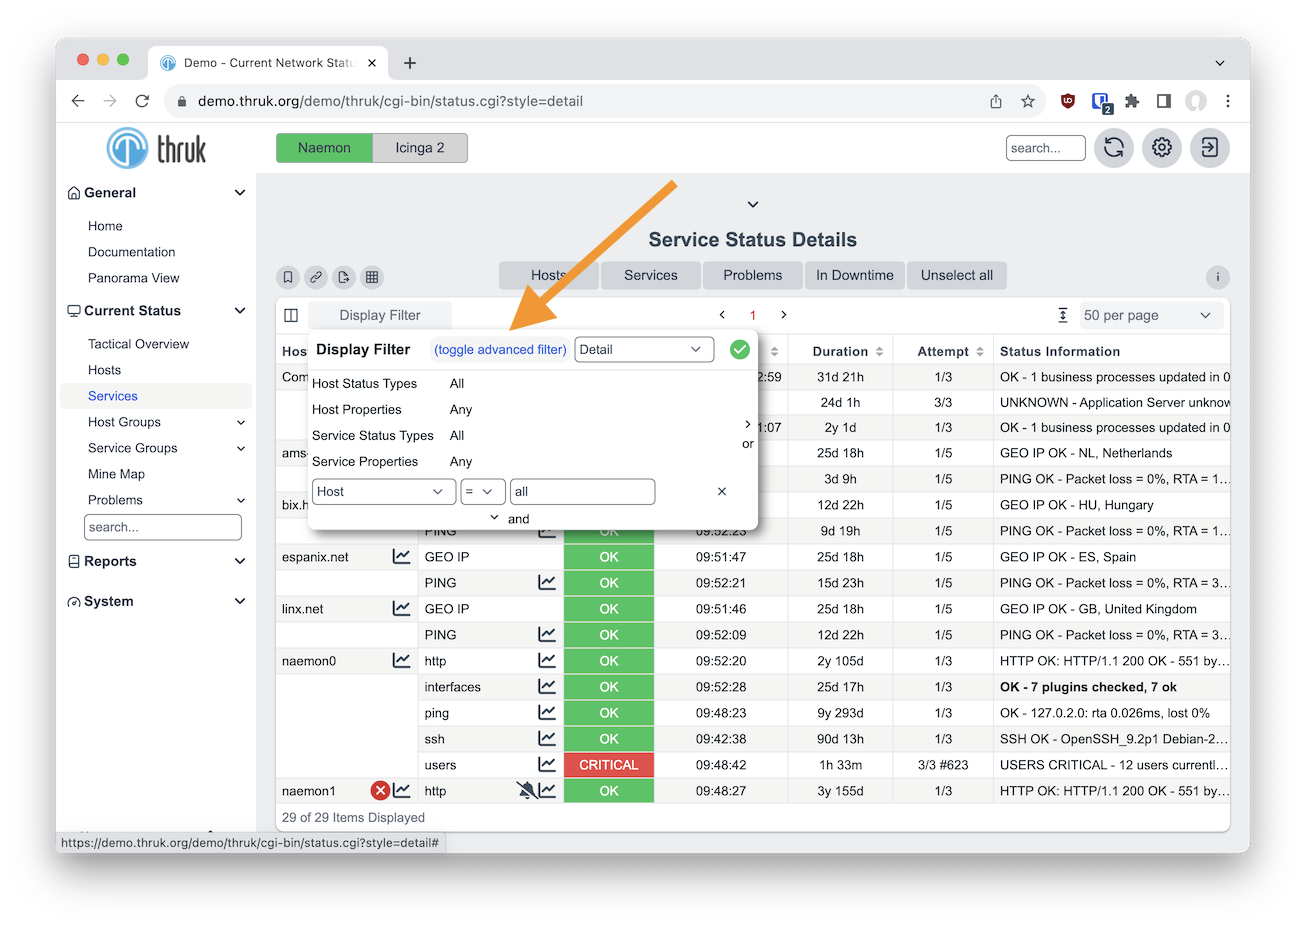 Demo - Current Network Statu
demo.thruk.org/demo/thruk/cgi-bin/status.cgi?style=detail
2
thruk
Naemon
Icinga 2
search...
General
Home
Documentation
Panorama View
Current Status
Tactical Overview
Hosts
Services
Host Groups
Service Groups
Mine Map
Problems
search...
Reports
System
Service Status Details
Hosts
Services
Problems
In Downtime
Unselect all
i
Display Filter
1
50 per page
Hos
Duration
Attempt
Status Information
Display Filter
(toggle advanced filter)
Detail
Host Status Types All
Host Properties Any
Service Status Types All
Service Properties Any
or
Host
=
all
and
Com
2:59 31d 21h 1/3 OK - 1 business processes updated in 0
24d 1h 3/3 UNKNOWN - Application Server unknow
1:07 2y 1d 1/3 OK - 1 business processes updated in 0
ams- 25d 18h 1/5 GEO IP OK - NL, Netherlands
3d 9h 1/5 PING OK - Packet loss = 0%, RTA = 1...
bix.h 12d 22h 1/5 GEO IP OK - HU, Hungary
PING OK 09:52:23 9d 19h 1/5 PING OK - Packet loss = 0%, RTA = 1...
espanix.net GEO IP OK 09:51:47 25d 18h 1/5 GEO IP OK - ES, Spain
PING OK 09:52:21 15d 23h 1/5 PING OK - Packet loss = 0%, RTA = 3...
linx.net GEO IP OK 09:51:46 25d 18h 1/5 GEO IP OK - GB, United Kingdom
PING OK 09:52:09 12d 22h 1/5 PING OK - Packet loss = 0%, RTA = 3...
naemon0 http OK 09:52:20 2y 105d 1/3 HTTP OK: HTTP/1.1 200 OK - 551 by...
interfaces OK 09:52:28 25d 17h 1/3 OK - 7 plugins checked, 7 ok
ping OK 09:48:23 9y 293d 1/3 OK - 127.0.2.0: rta 0.026ms, lost 0%
ssh OK 09:42:38 90d 13h 1/3 SSH OK - OpenSSH_9.2p1 Debian-2...
users CRITICAL 09:48:42 1h 33m 3/3 #623 USERS CRITICAL - 12 users currentl...
naemon1 http OK 09:48:27 3y 155d 1/3 HTTP OK: HTTP/1.1 200 OK - 551 by...
29 of 29 Items Displayed
https://demo.thruk.org/demo/thruk/cgi-bin/status.cgi?style=detail#